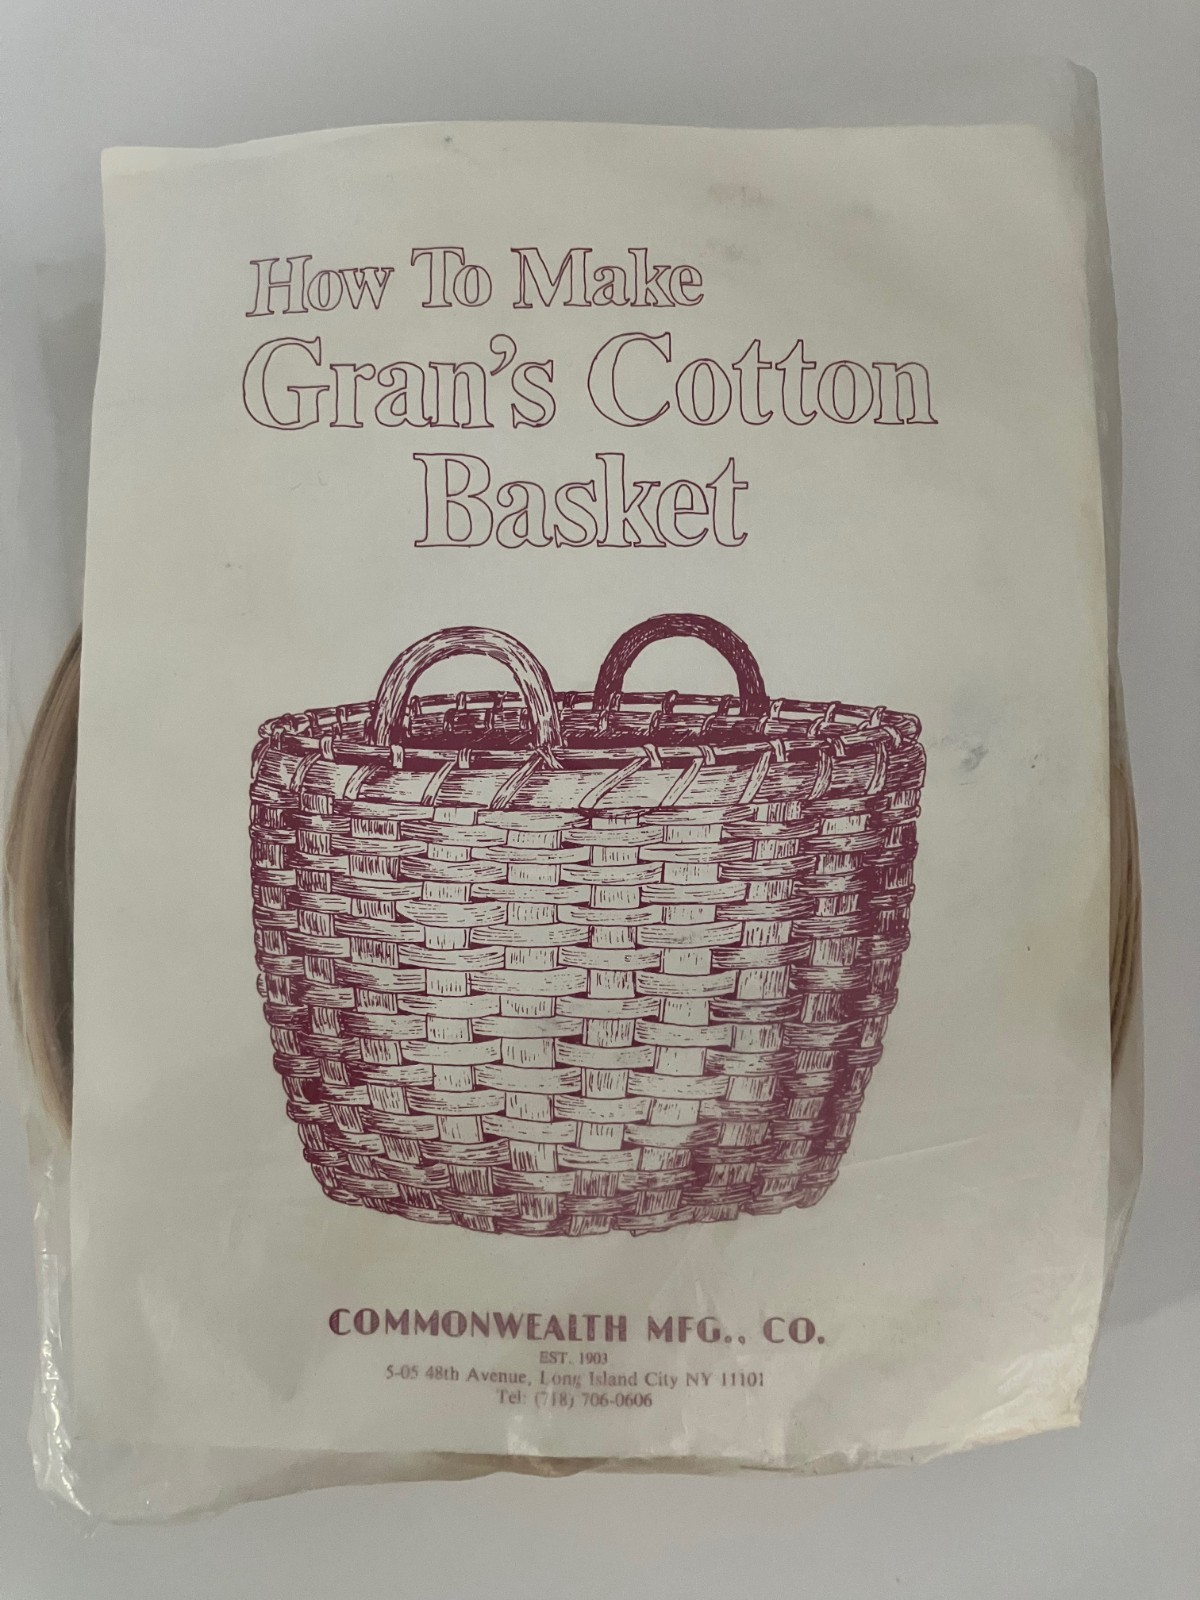 How To Make
Gran's Cotton
Basket
COMMONWEALTH MFG., CO.
EST. 1903
5-05 48th Avenue, Long Island City NY 11101
Tel: (718) 706-0606